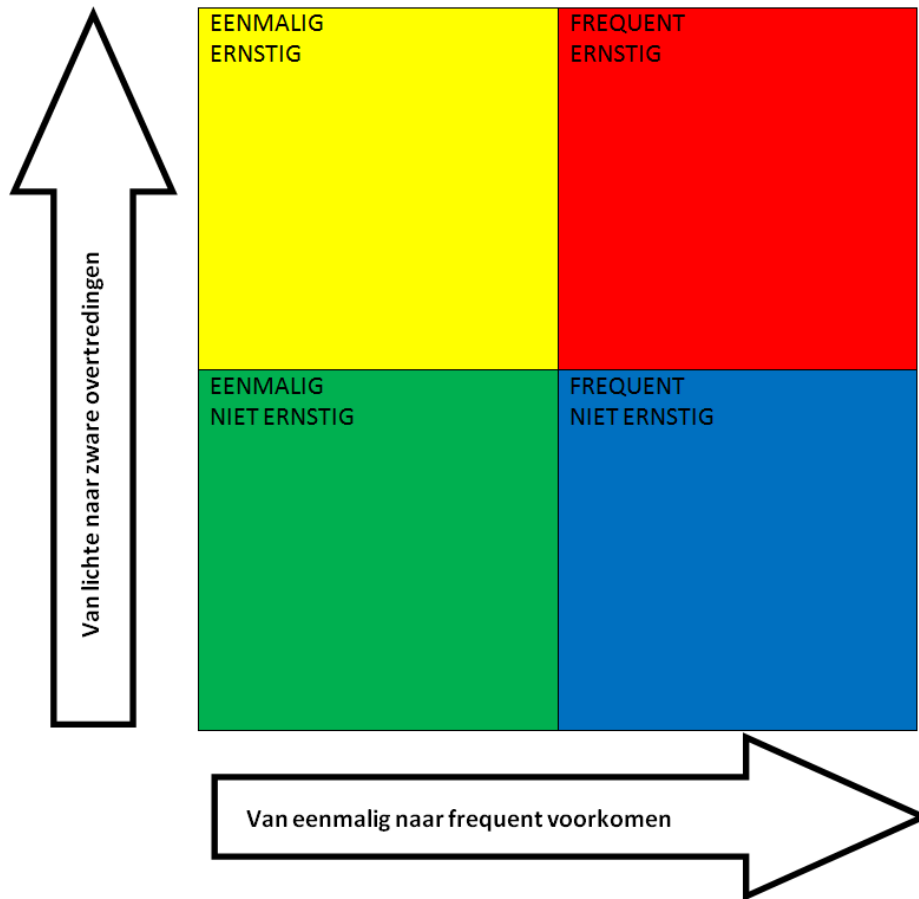 EENMALIG
ERNSTIG
FREQUENT
ERNSTIG
Van lichte naar zware overtredingen
EENMALIG
NIET ERNSTIG
FREQUENT
NIET ERNSTIG
Van eenmalig naar frequent voorkomen